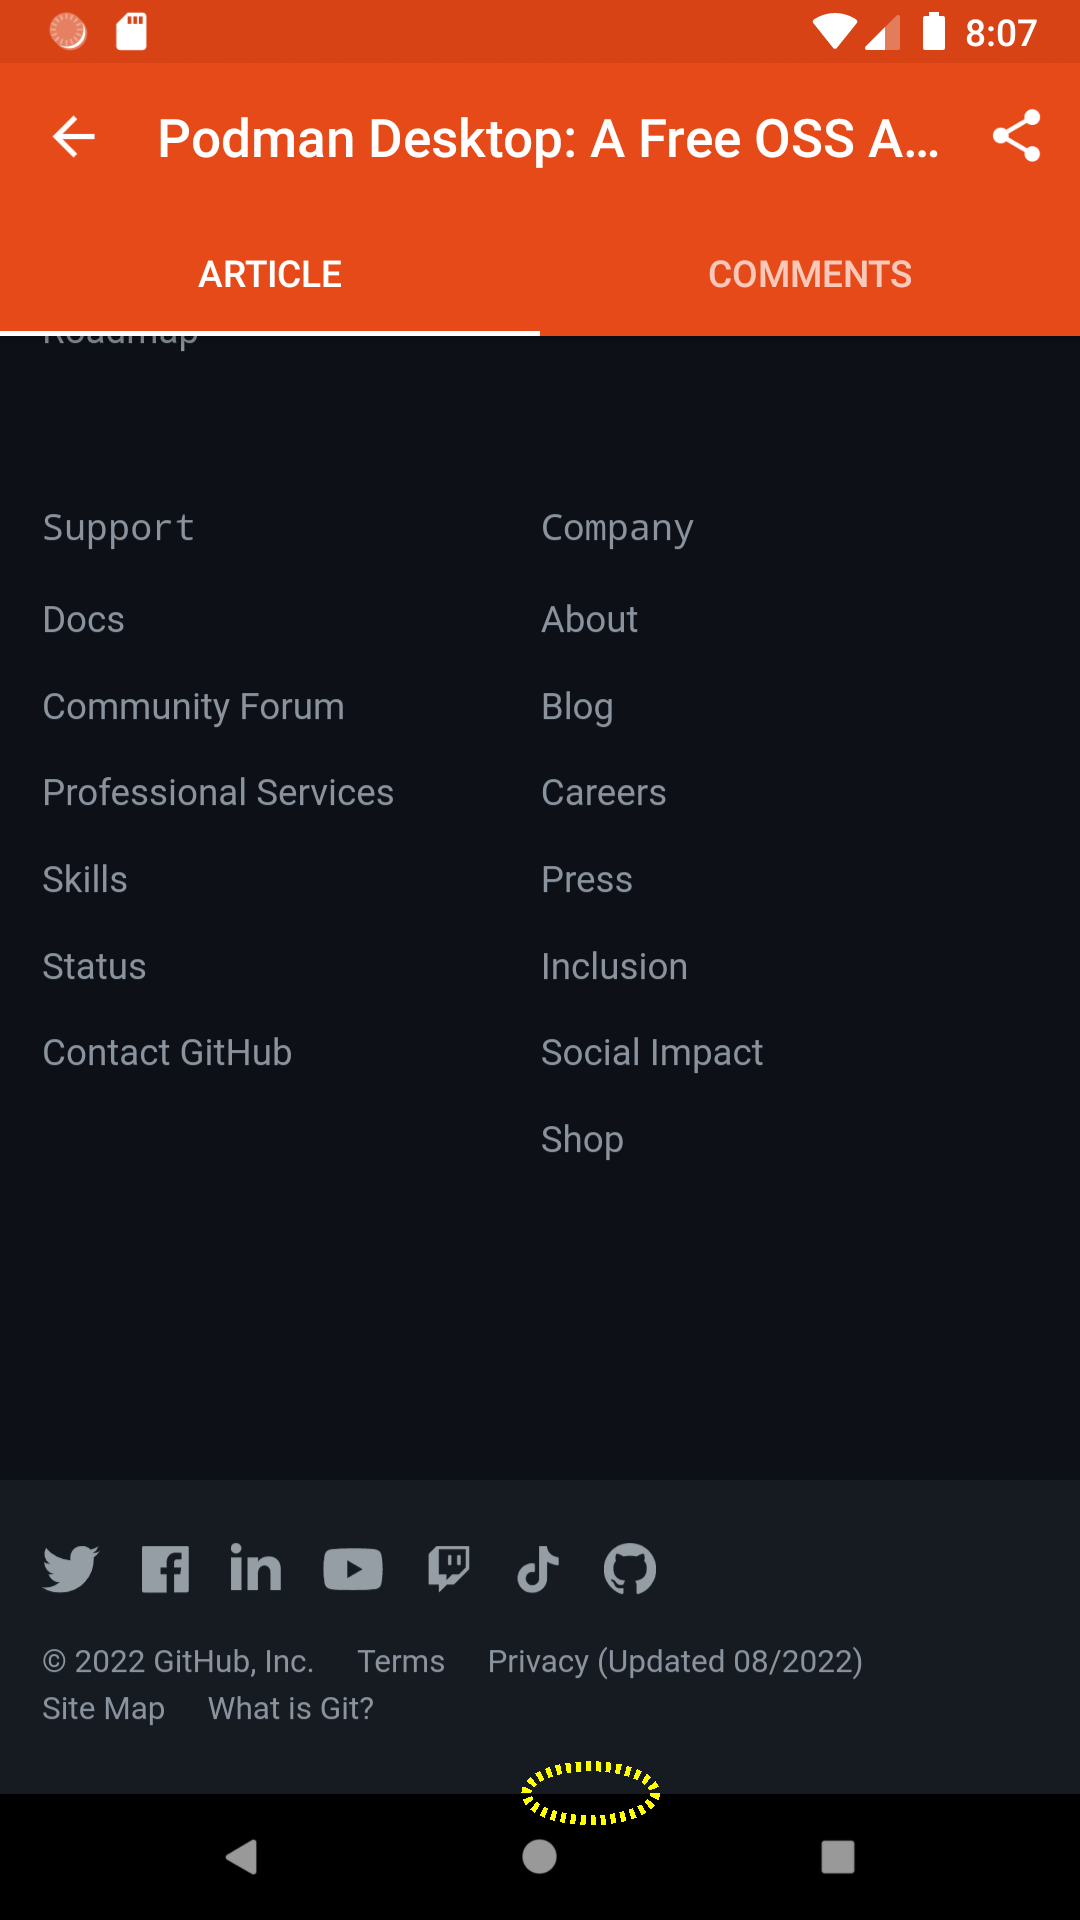 8:07
Podman Desktop: A Free OSS A...
ARTICLE
COMMENTS
Roadmap
Support
Company
Docs
About
Community Forum
Blog
Professional Services
Careers
Skills
Press
Status
Inclusion
Contact GitHub
Social Impact
Shop
© 2022 GitHub, Inc. Terms Privacy (Updated 08/2022)
Site Map What is Git?